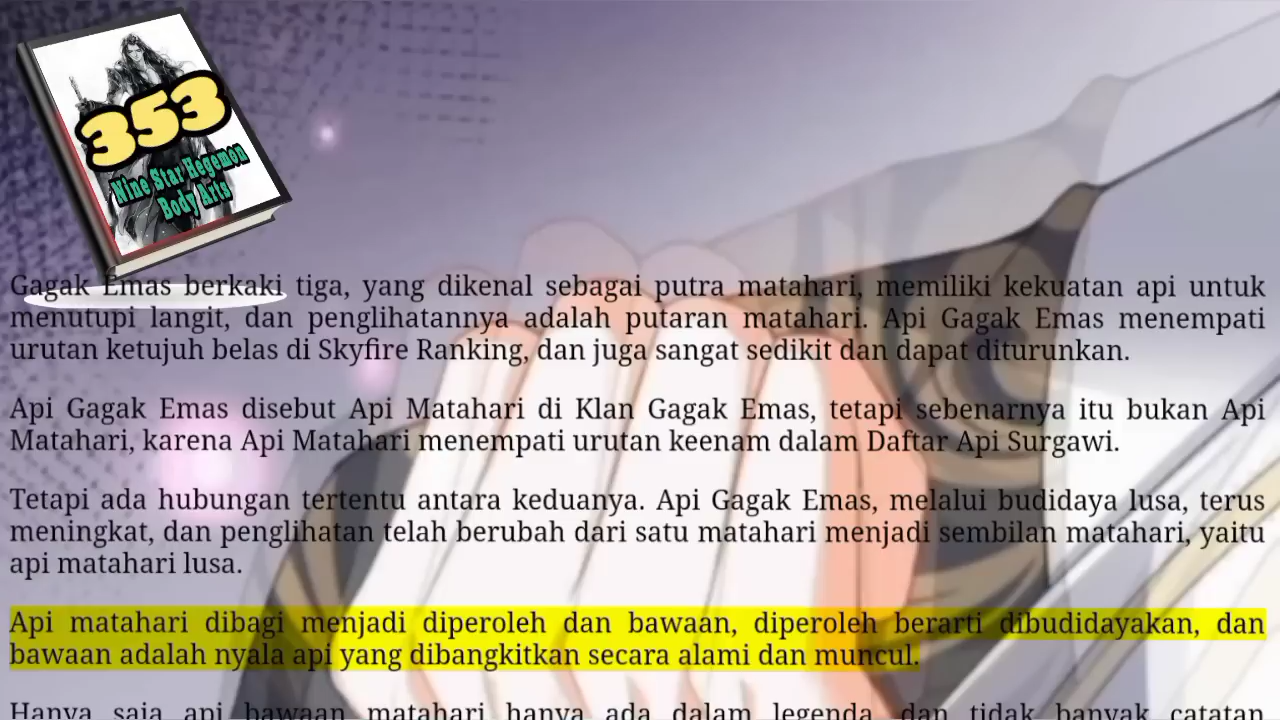 353
Nine Star Hegemon
Body Arts
Gagak Emas berkaki tiga, yang dikenal sebagai putra matahari, memiliki kekuatan api untuk
menutupi langit, dan penglihatannya adalah putaran matahari. Api Gagak Emas menempati
urutan ketujuh belas di Skyfire Ranking, dan juga sangat sedikit dan dapat diturunkan.
Api Gagak Emas disebut Api Matahari di Klan Gagak Emas, tetapi sebenarnya itu bukan Api
Matahari, karena Api Matahari menempati urutan keenam dalam Daftar Api Surgawi.
Tetapi ada hubungan tertentu antara keduanya. Api Gagak Emas, melalui budidaya lusa, terus
meningkat, dan penglihatan telah berubah dari satu matahari menjadi sembilan matahari, yaitu
api matahari lusa.
Api matahari dibagi menjadi diperoleh dan bawaan, diperoleh berarti dibudidayakan, dan
bawaan adalah nyala api yang dibangkitkan secara alami dan muncul.
Hanya saja api bawaan matahari hanya ada dalam legenda, dan tidak banyak catatan